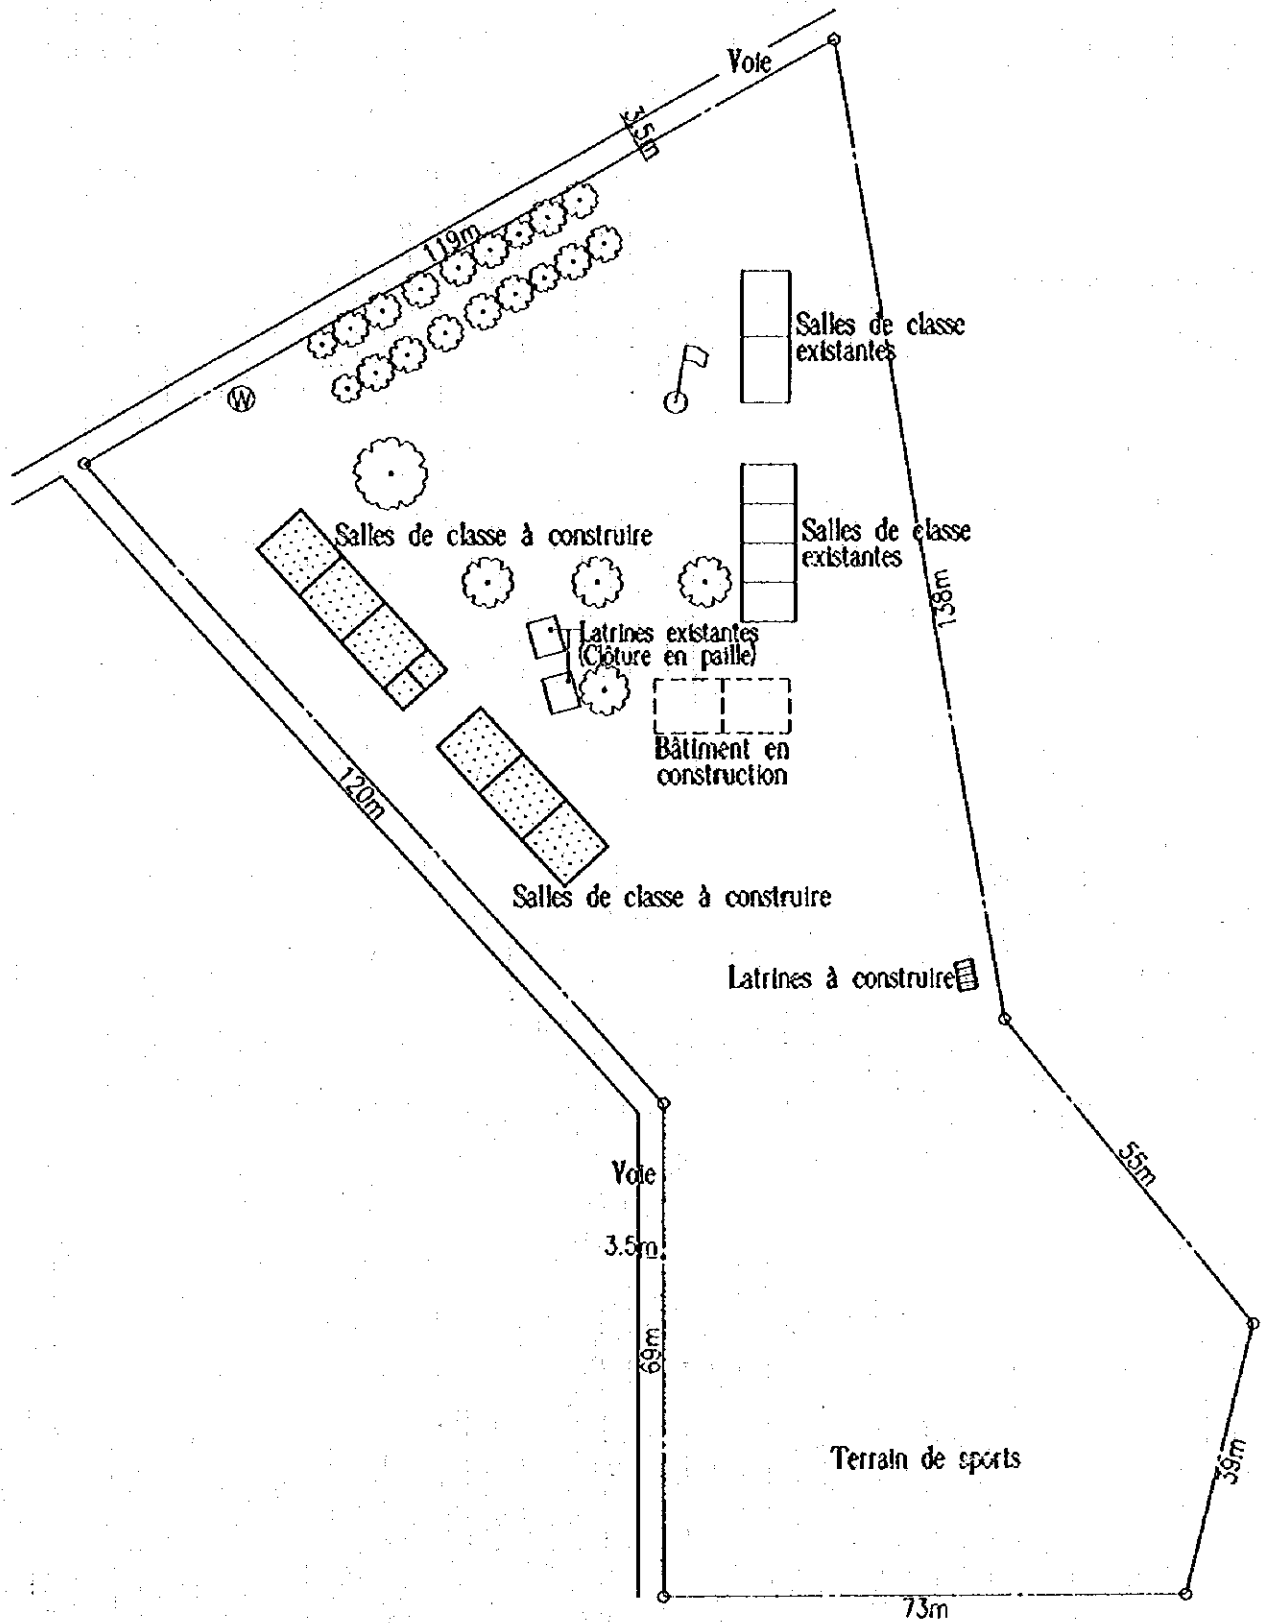 Voie
3.5m
119m
Salles de classe
existantes
W
Salles de classe à construire
Salles de classe
existantes
138m
Latrines existantes
(Clôture en paille)
Bâtiment en
construction
120m
Salles de classe à construire
Latrines à construire
55m
Voie
3.5m
69m
Terrain de sports
39m
73m